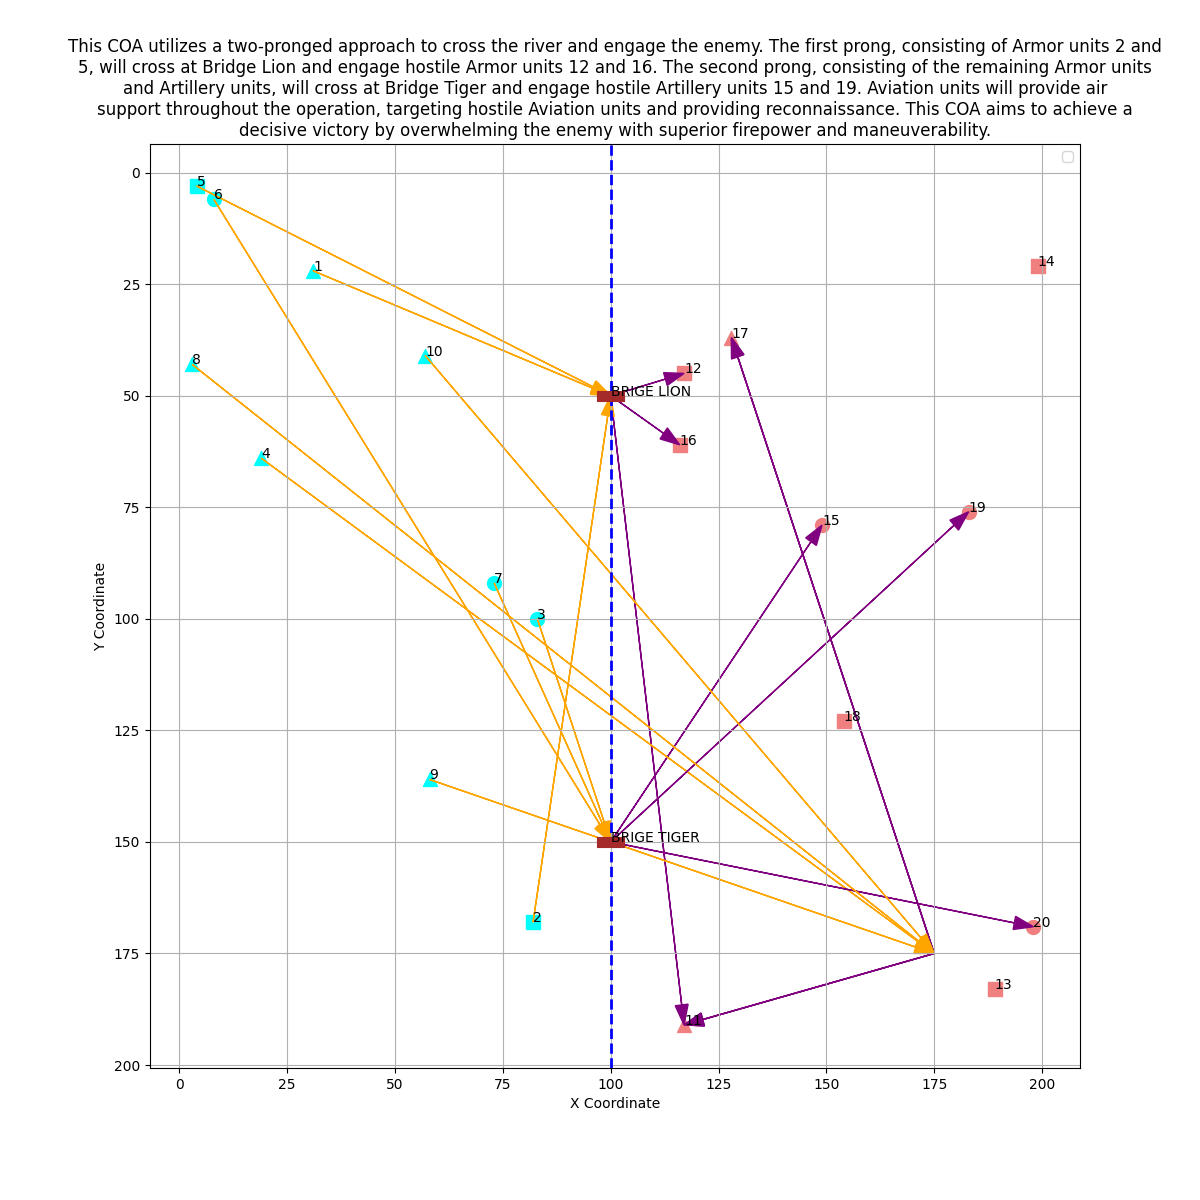 This COA utilizes a two-pronged approach to cross the river and engage the enemy. The first prong, consisting of Armor units 2 and
5, will cross at Bridge Lion and engage hostile Armor units 12 and 16. The second prong, consisting of the remaining Armor units
and Artillery units, will cross at Bridge Tiger and engage hostile Artillery units 15 and 19. Aviation units will provide air
support throughout the operation, targeting hostile Aviation units and providing reconnaissance. This COA aims to achieve a
decisive victory by overwhelming the enemy with superior firepower and maneuverability.
0
5
6
14
1
25
17
10
8
12
50
BRIGE LION
16
4
75
19
15
7
100
3
Y Coordinate
18
125
9
150
BRIGE TIGER
2
20
175
13
11
200
0 25 50 75 100 125 150 175 200
X Coordinate